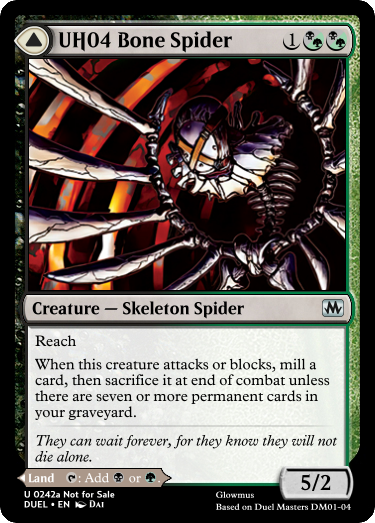 UH04 Bone Spider 1
Creature — Skeleton Spider
Reach
When this creature attacks or blocks, mill a
card, then sacrifice it at end of combat unless
there are seven or more permanent cards in
your graveyard.
They can wait forever, for they know they will not
die alone.
Land : Add or .
5/2
U 0242a Not for Sale
Glowmus
DUEL • EN DAI
Based on Duel Masters DM01-04